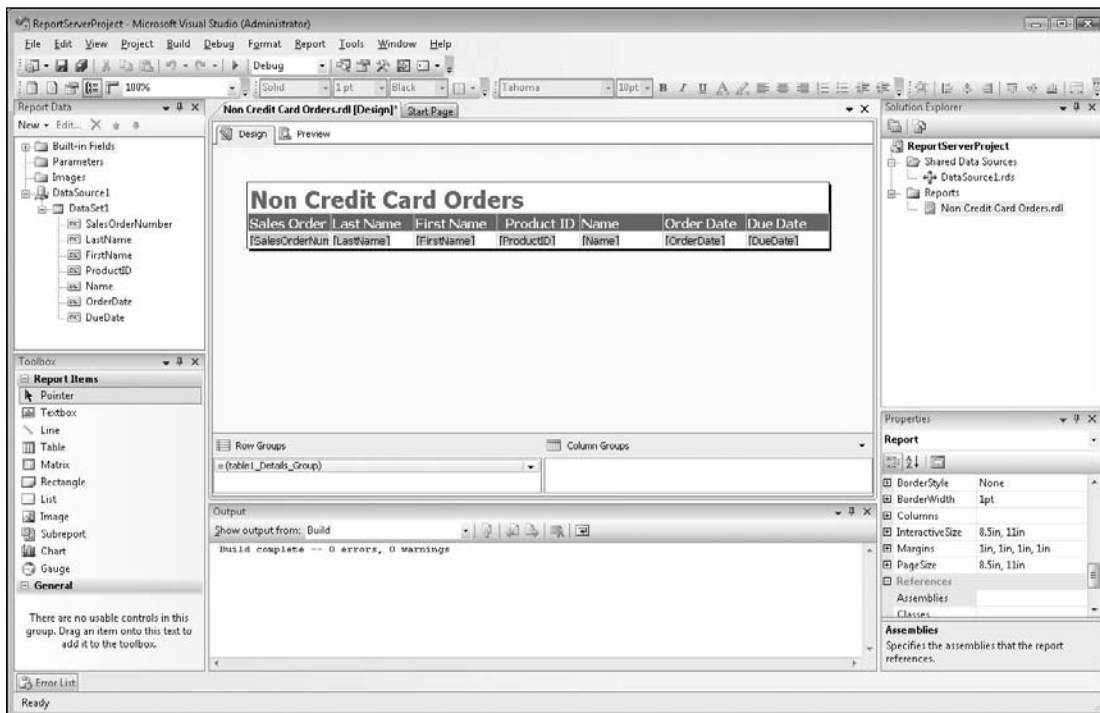 ReportServerProject - Microsoft Visual Studio (Administrator)
File Edit View Project Build Debug Format Report Tools Window Help
Debug
100% Solid 1 pt Black Tahoma 10pt B I U A
Report Data
New Edit...
Built-in Fields
Parameters
Images
DataSource1
DataSet1
SalesOrderNumber
LastName
FirstName
ProductID
Name
OrderDate
DueDate
Toolbox
Report Items
Pointer
Textbox
Line
Table
Matrix
Rectangle
List
Image
Subreport
Chart
Gauge
General
There are no usable controls in this
group. Drag an item onto this text to
add it to the toolbox.
Non Credit Card Orders.rdl [Design]* Start Page
Design Preview
Non Credit Card Orders
Sales Order Last Name First Name Product ID Name Order Date Due Date
[SalesOrderNun [LastName] [FirstName] [ProductID] [Name] [OrderDate] [DueDate]
Row Groups Column Groups
(table1_Details_Group)
Output
Show output from: Build
Build complete -- 0 errors, 0 warnings
Solution Explorer
ReportServerProject
Shared Data Sources
DataSource1.rds
Reports
Non Credit Card Orders.rdl
Properties
Report
BorderStyle None
BorderWidth 1pt
Columns
InteractiveSize 8.5in, 11in
Margins 1in, 1in, 1in, 1in
PageSize 8.5in, 11in
References
Assemblies
Classes
Assemblies
Specifies the assemblies that the report
references.
Error List
Ready